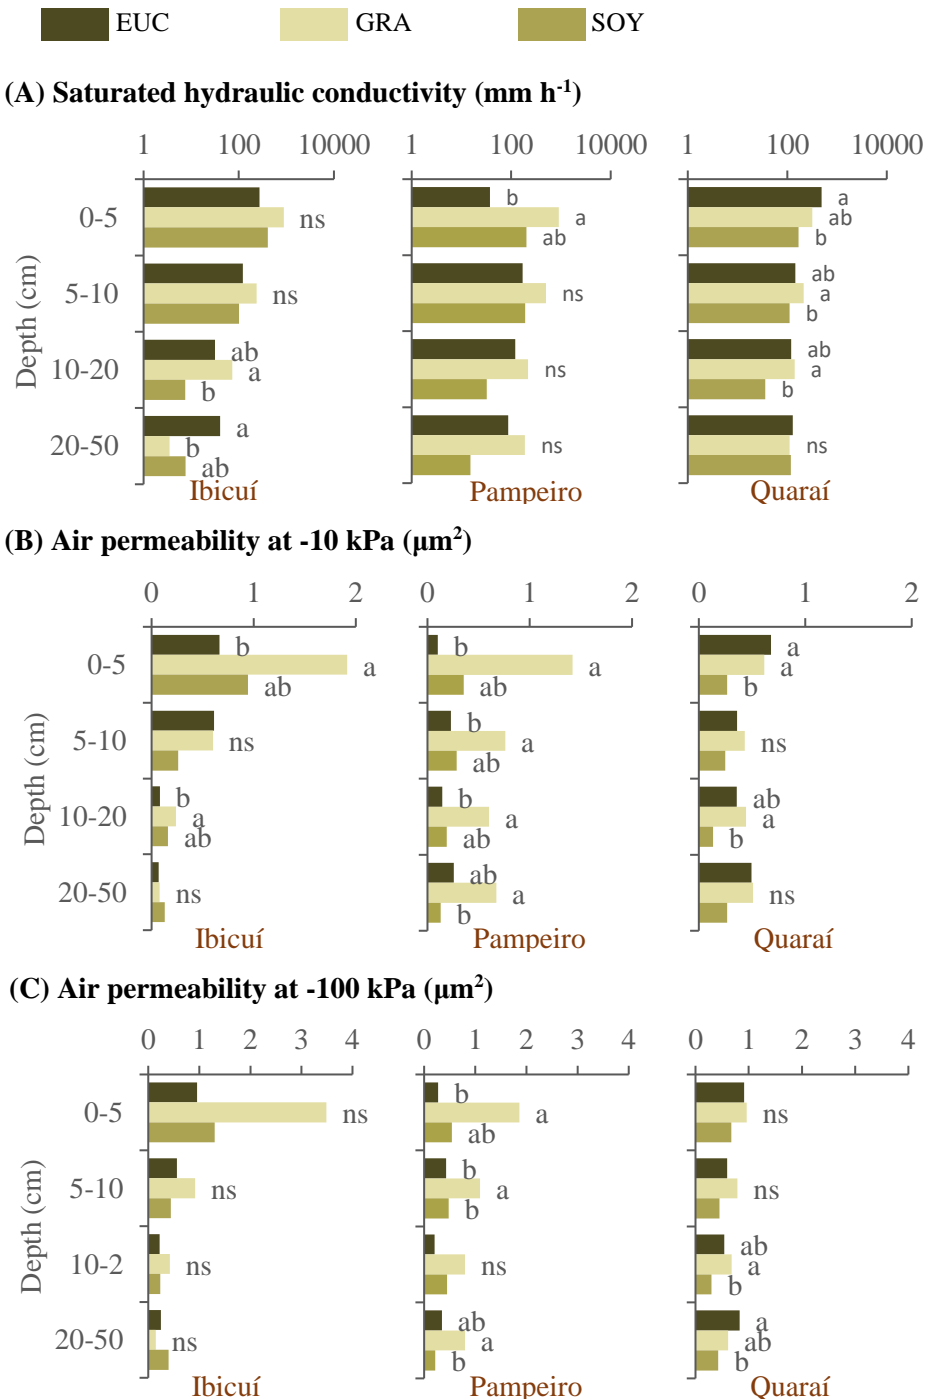 EUC GRA SOY
(A) Saturated hydraulic conductivity (mm h-1)
1 100 10000 1 100 10000 1 100 10000
Depth (cm)
0-5 ns b a ab a ab b
5-10 ns ns ab a b
10-20 ab a b ns ab a b
20-50 a b ab ns ns
Ibicuí Pampeiro Quaraí
(B) Air permeability at -10 kPa (µm2)
0 1 2 0 1 2 0 1 2
Depth (cm)
0-5 b a ab b a ab a a b
5-10 ns b a ab ns
10-20 b a ab b a ab ab a b
20-50 ns ab a b ns
Ibicuí Pampeiro Quaraí
(C) Air permeability at -100 kPa (µm2)
0 1 2 3 4 0 1 2 3 4 0 1 2 3 4
Depth (cm)
0-5 ns b a ab ns
5-10 ns b a b ns
10-2 ns ns ab a b
20-50 ns ab a b a ab b
Ibicuí Pampeiro Quaraí